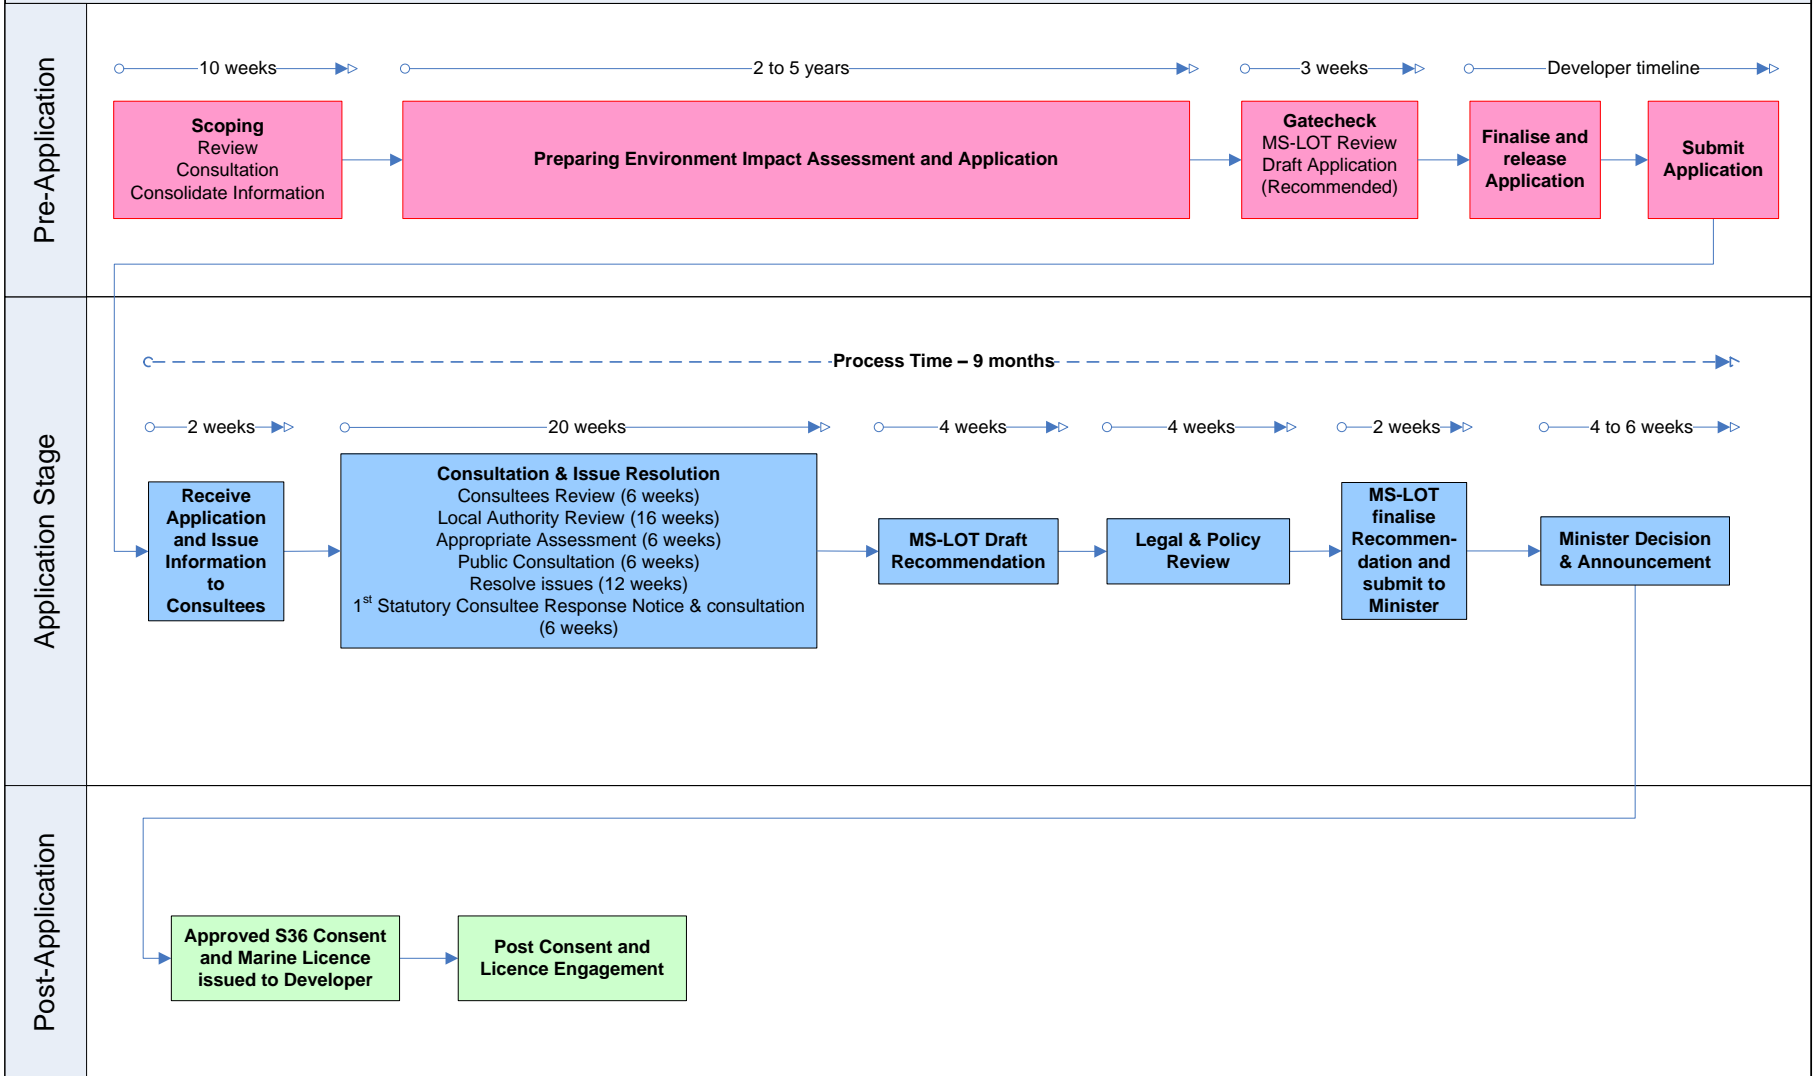 Pre-Application
10 weeks
2 to 5 years
3 weeks
Developer timeline
Scoping
Review
Consultation
Consolidate Information
Preparing Environment Impact Assessment and Application
Gatecheck
MS-LOT Review
Draft Application
(Recommended)
Finalise and
release
Application
Submit
Application
Application Stage
Process Time – 9 months
2 weeks
20 weeks
4 weeks
4 weeks
2 weeks
4 to 6 weeks
Receive
Application
and Issue
Information
to
Consultees
Consultation & Issue Resolution
Consultees Review (6 weeks)
Local Authority Review (16 weeks)
Appropriate Assessment (6 weeks)
Public Consultation (6 weeks)
Resolve issues (12 weeks)
1st Statutory Consultee Response Notice & consultation
(6 weeks)
MS-LOT Draft
Recommendation
Legal & Policy
Review
MS-LOT
finalise
Recommen-
dation and
submit to
Minister
Minister Decision
& Announcement
Post-Application
Approved S36 Consent
and Marine Licence
issued to Developer
Post Consent and
Licence Engagement